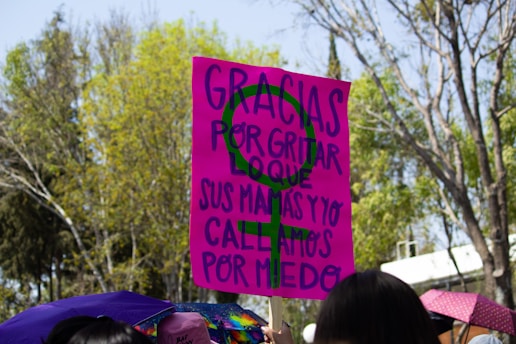 GRACIAS
POR GRITAR
LO QUE
SUS MAMÁS Y YO
CALLAMOS
POR MIEDO